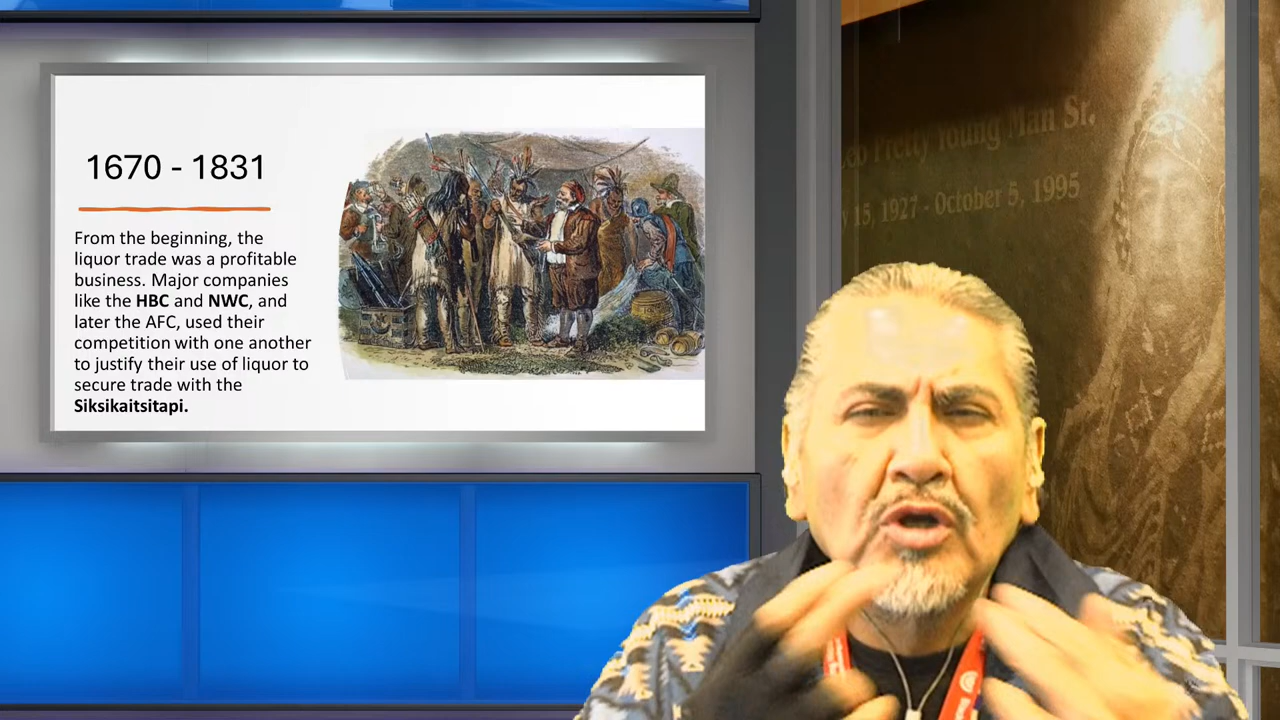 1670 - 1831
From the beginning, the
liquor trade was a profitable
business. Major companies
like the HBC and NWC, and
later the AFC, used their
competition with one another
to justify their use of liquor to
secure trade with the
Siksikaitsitapi.
Pretty Young Man Sr.
15, 1927 - October 5, 1995